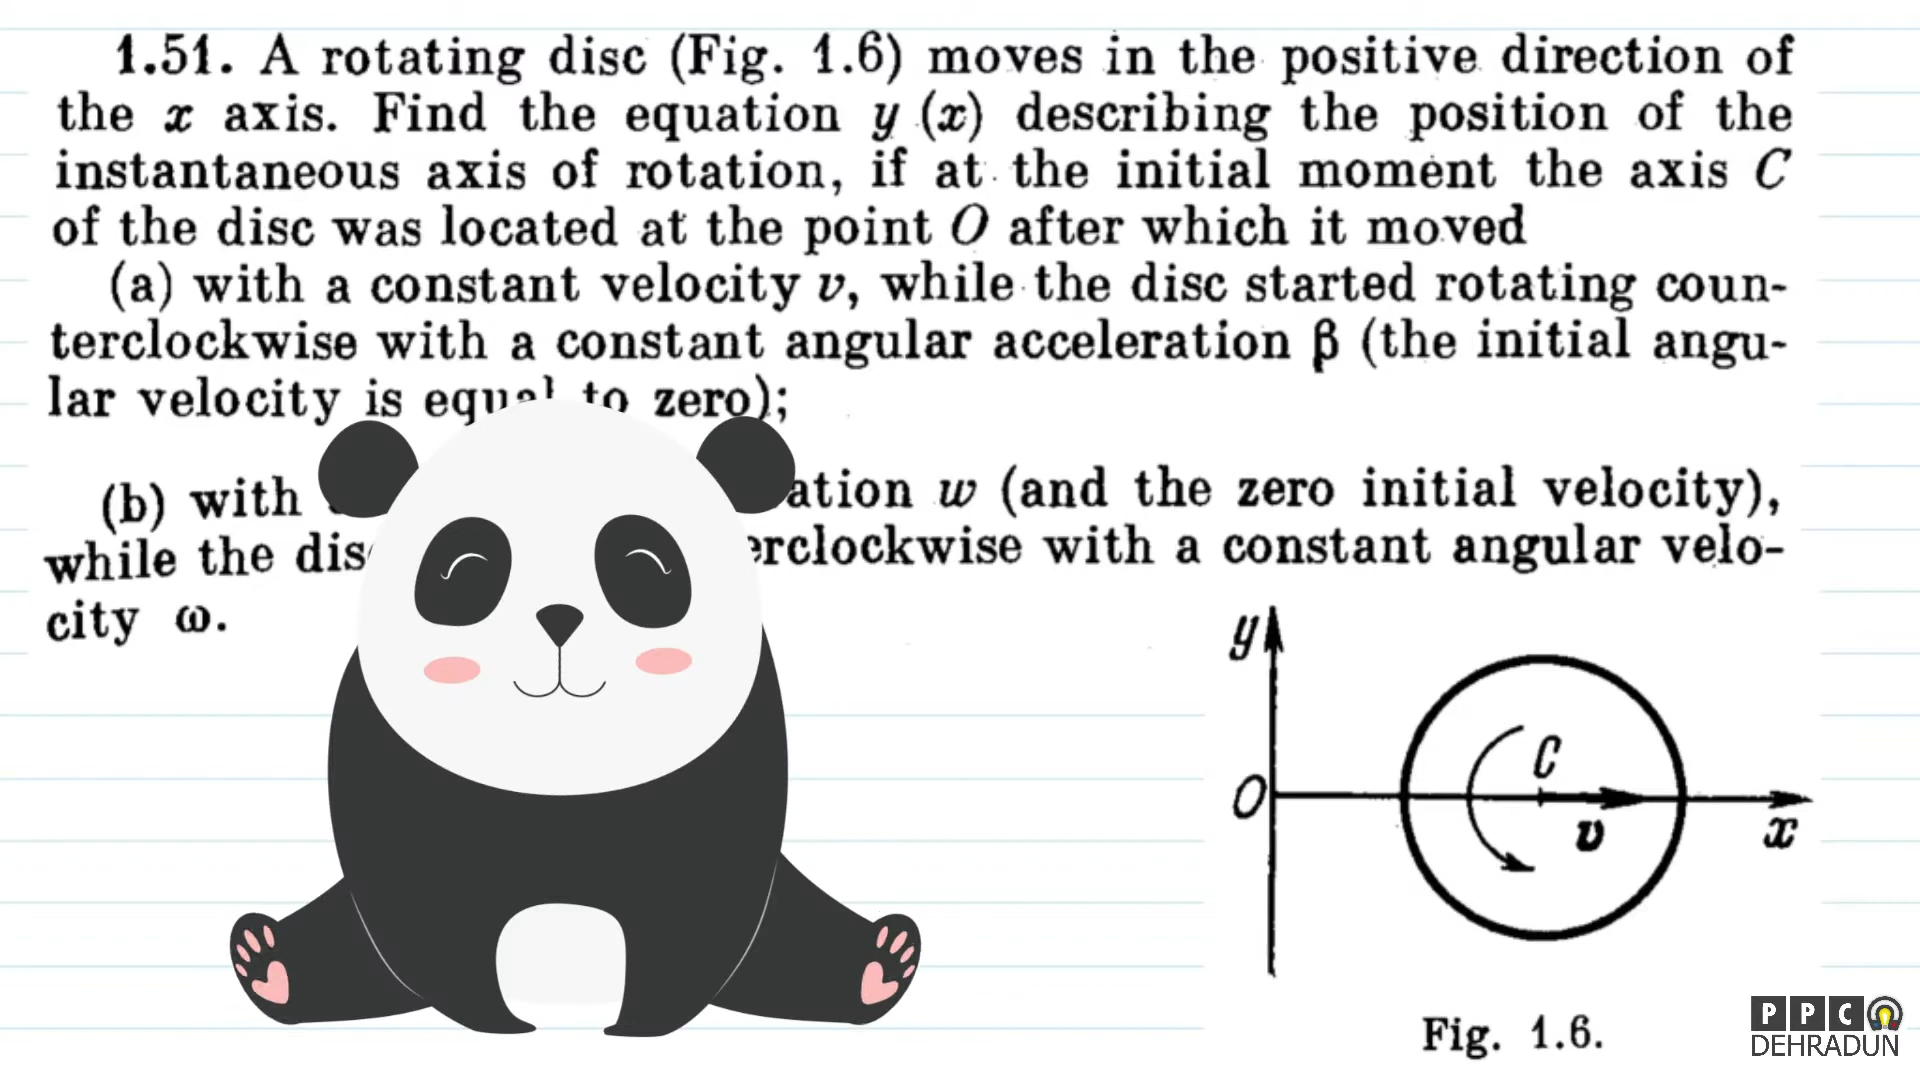 1.51. A rotating disc (Fig. 1.6) moves in the positive direction of
the x axis. Find the equation y (x) describing the position of the
instantaneous axis of rotation, if at the initial moment the axis C
of the disc was located at the point O after which it moved
(a) with a constant velocity v, while the disc started rotating coun-
terclockwise with a constant angular acceleration β (the initial angu-
lar velocity is equal to zero);
(b) with ation w (and the zero initial velocity),
while the dis erclockwise with a constant angular velo-
city ω.
y
C
O
v
x
Fig. 1.6.
PPC
DEHRADUN